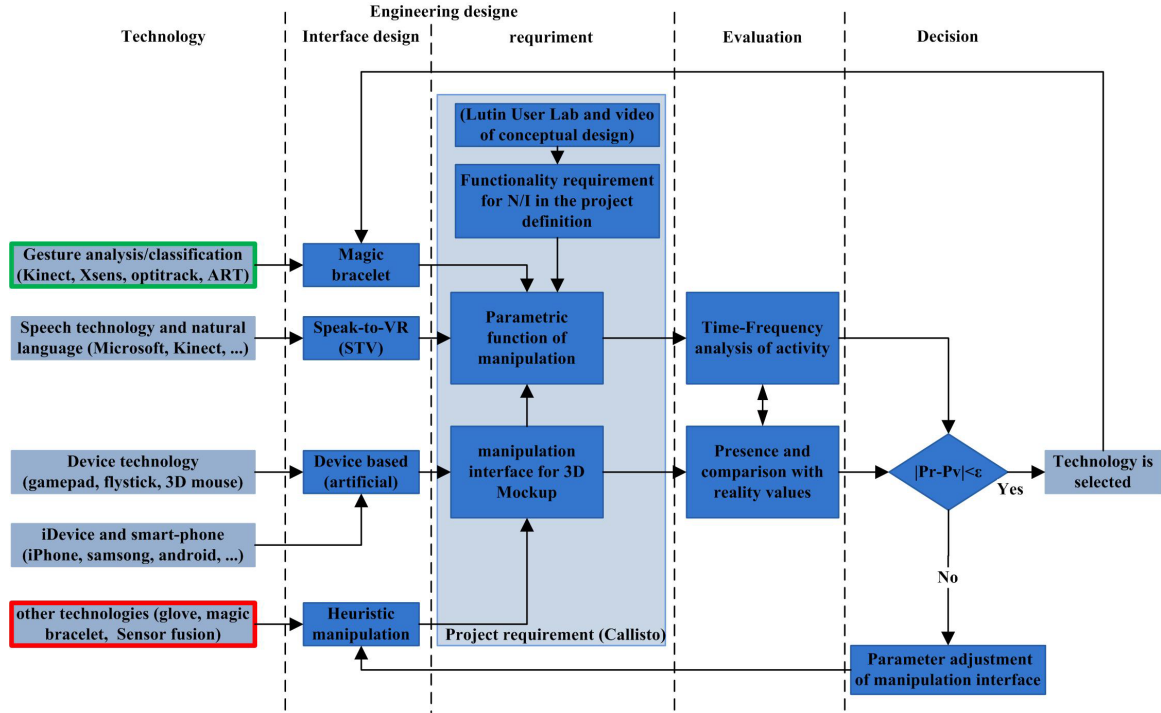 Engineering designe
Technology
Interface design
requriment
Evaluation
Decision
(Lutin User Lab and video
of conceptual design)
Functionality requirement
for N/I in the project
definition
Gesture analysis/classification
(Kinect, Xsens, optitrack, ART)
Magic
bracelet
Speech technology and natural
language (Microsoft, Kinect, ...)
Speak-to-VR
(STV)
Parametric
function of
manipulation
Time-Frequency
analysis of activity
Device technology
(gamepad, flystick, 3D mouse)
Device based
(artificial)
manipulation
interface for 3D
Mockup
Presence and
comparison with
reality values
|Pr-Pv|<ε
Yes
Technology is
selected
iDevice and smart-phone
(iPhone, samsong, android, ...)
No
other technologies (glove, magic
bracelet, Sensor fusion)
Heuristic
manipulation
Project requirement (Callisto)
Parameter adjustment
of manipulation interface